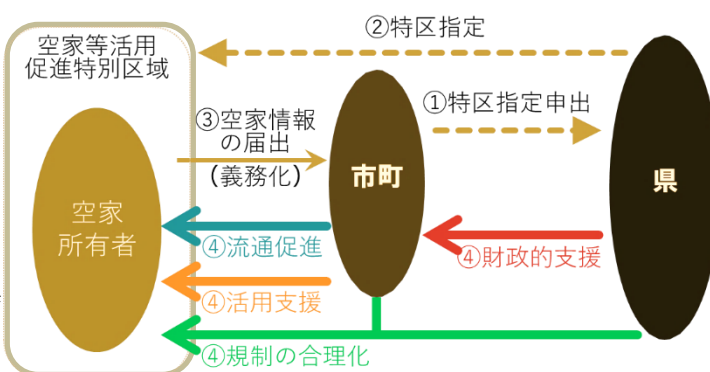 ②特区指定
空家等活用
促進特別区域
①特区指定申出
③空家情報
の届出
(義務化)
市町
県
空家
所有者
④流通促進
④財政的支援
④活用支援
④規制の合理化